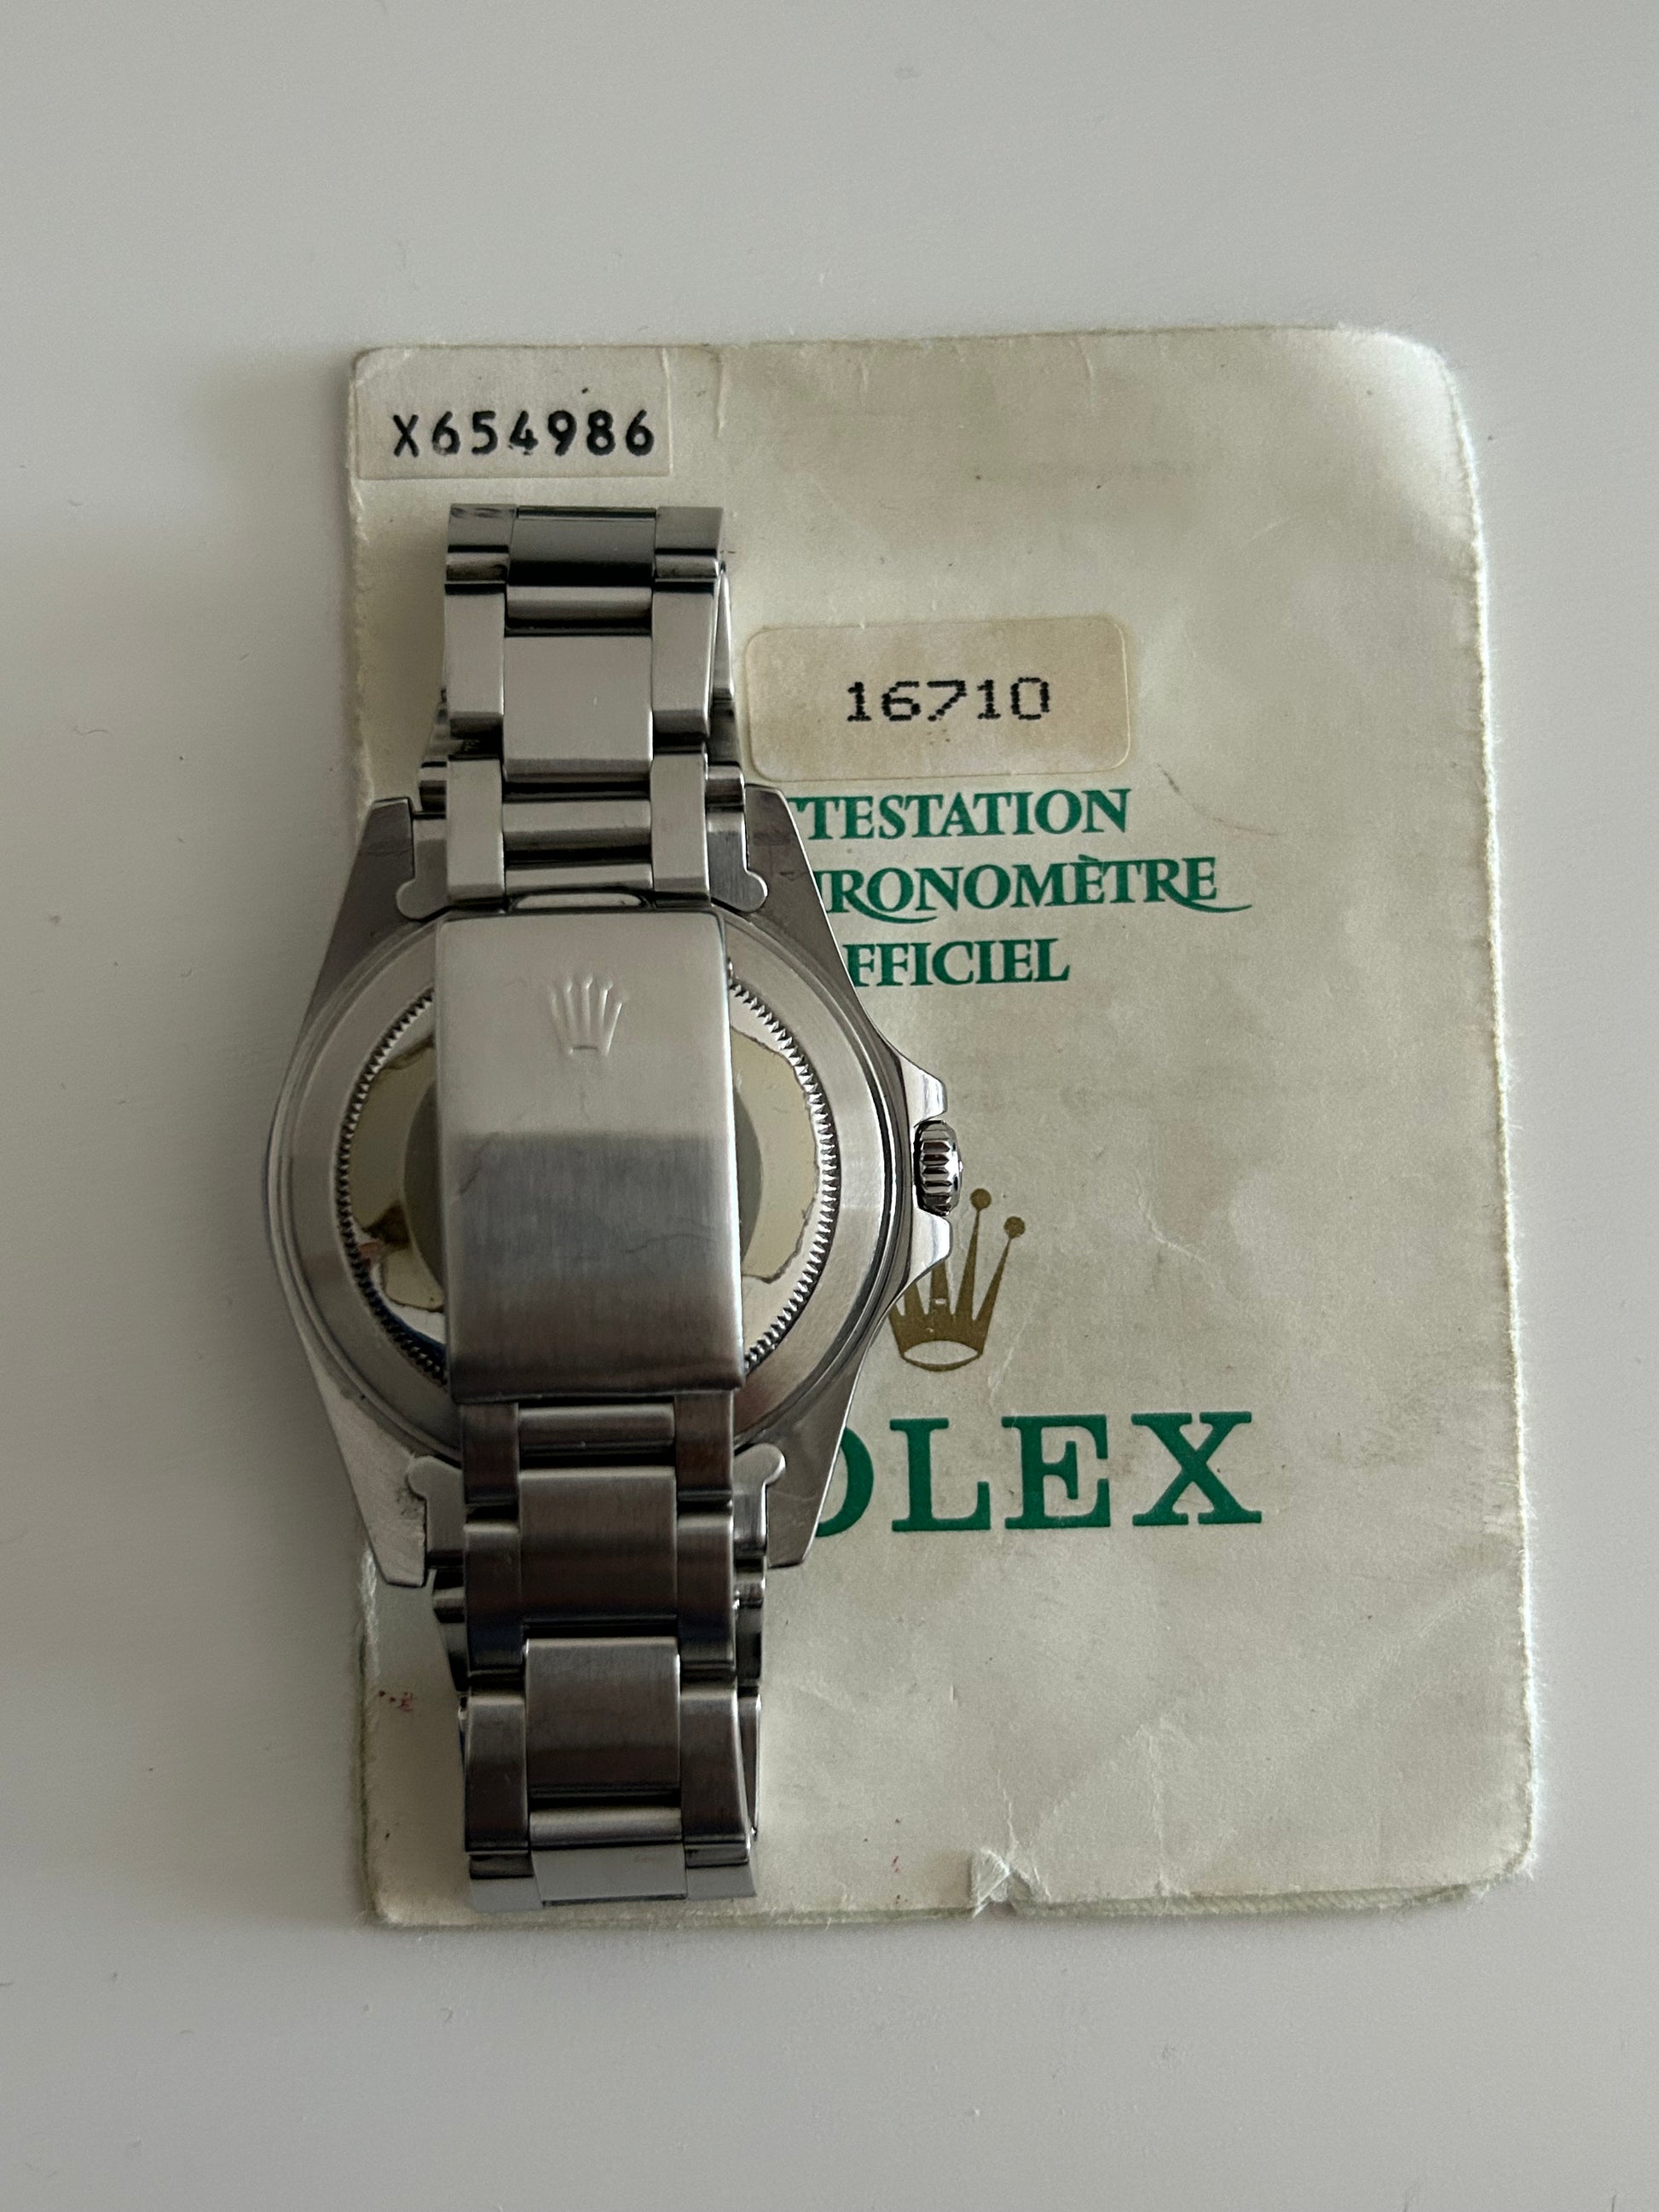 X654986
16710
TTESTATION
RONOMÈTRE
FFICIEL
OLEX